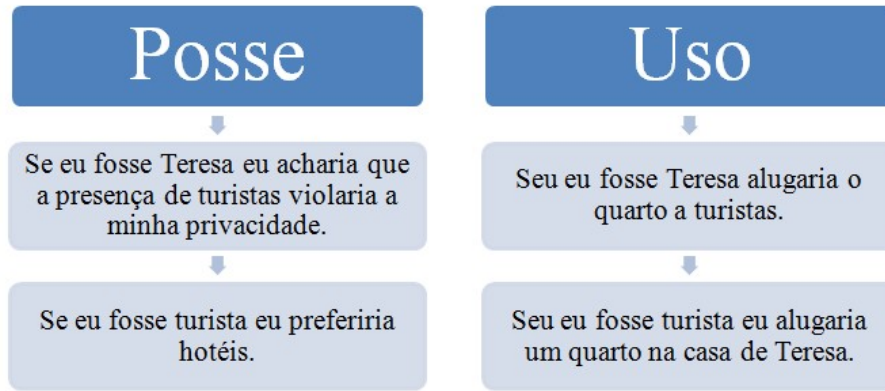 Posse
Se eu fosse Teresa eu acharia que
a presença de turistas violaria a
minha privacidade.
Se eu fosse turista eu preferiria
hotéis.
Uso
Seu eu fosse Teresa alugaria o
quarto a turistas.
Seu eu fosse turista eu alugaria
um quarto na casa de Teresa.